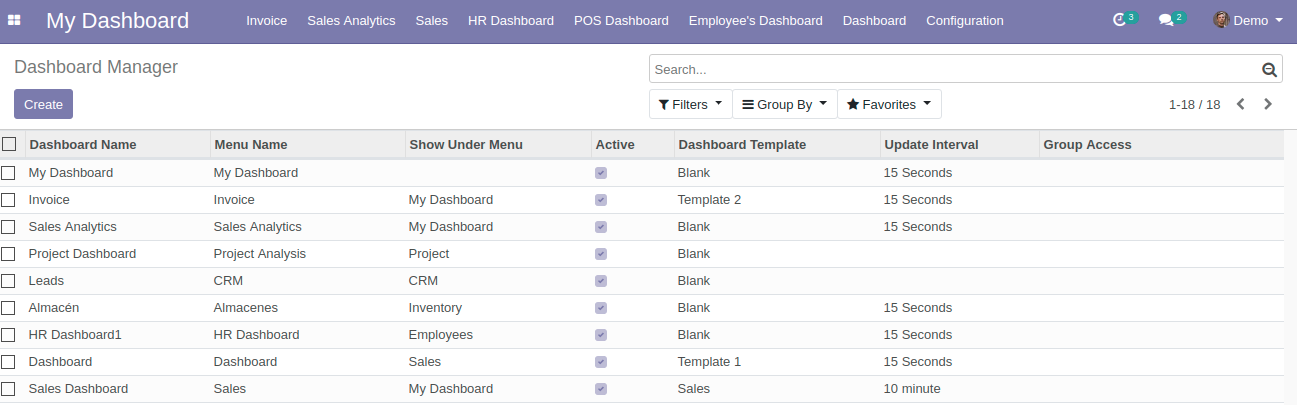 My Dashboard Invoice Sales Analytics Sales HR Dashboard POS Dashboard Employee's Dashboard Dashboard Configuration 3 2 Demo
Dashboard Manager Search...
Create Filters Group By Favorites 1-18 / 18
Dashboard Name Menu Name Show Under Menu Active Dashboard Template Update Interval Group Access
My Dashboard My Dashboard Blank 15 Seconds
Invoice Invoice My Dashboard Template 2 15 Seconds
Sales Analytics Sales Analytics My Dashboard Blank 15 Seconds
Project Dashboard Project Analysis Project Blank
Leads CRM CRM Blank
Almacén Almacenes Inventory Blank 15 Seconds
HR Dashboard1 HR Dashboard Employees Blank 15 Seconds
Dashboard Dashboard Sales Template 1 15 Seconds
Sales Dashboard Sales My Dashboard Sales 10 minute